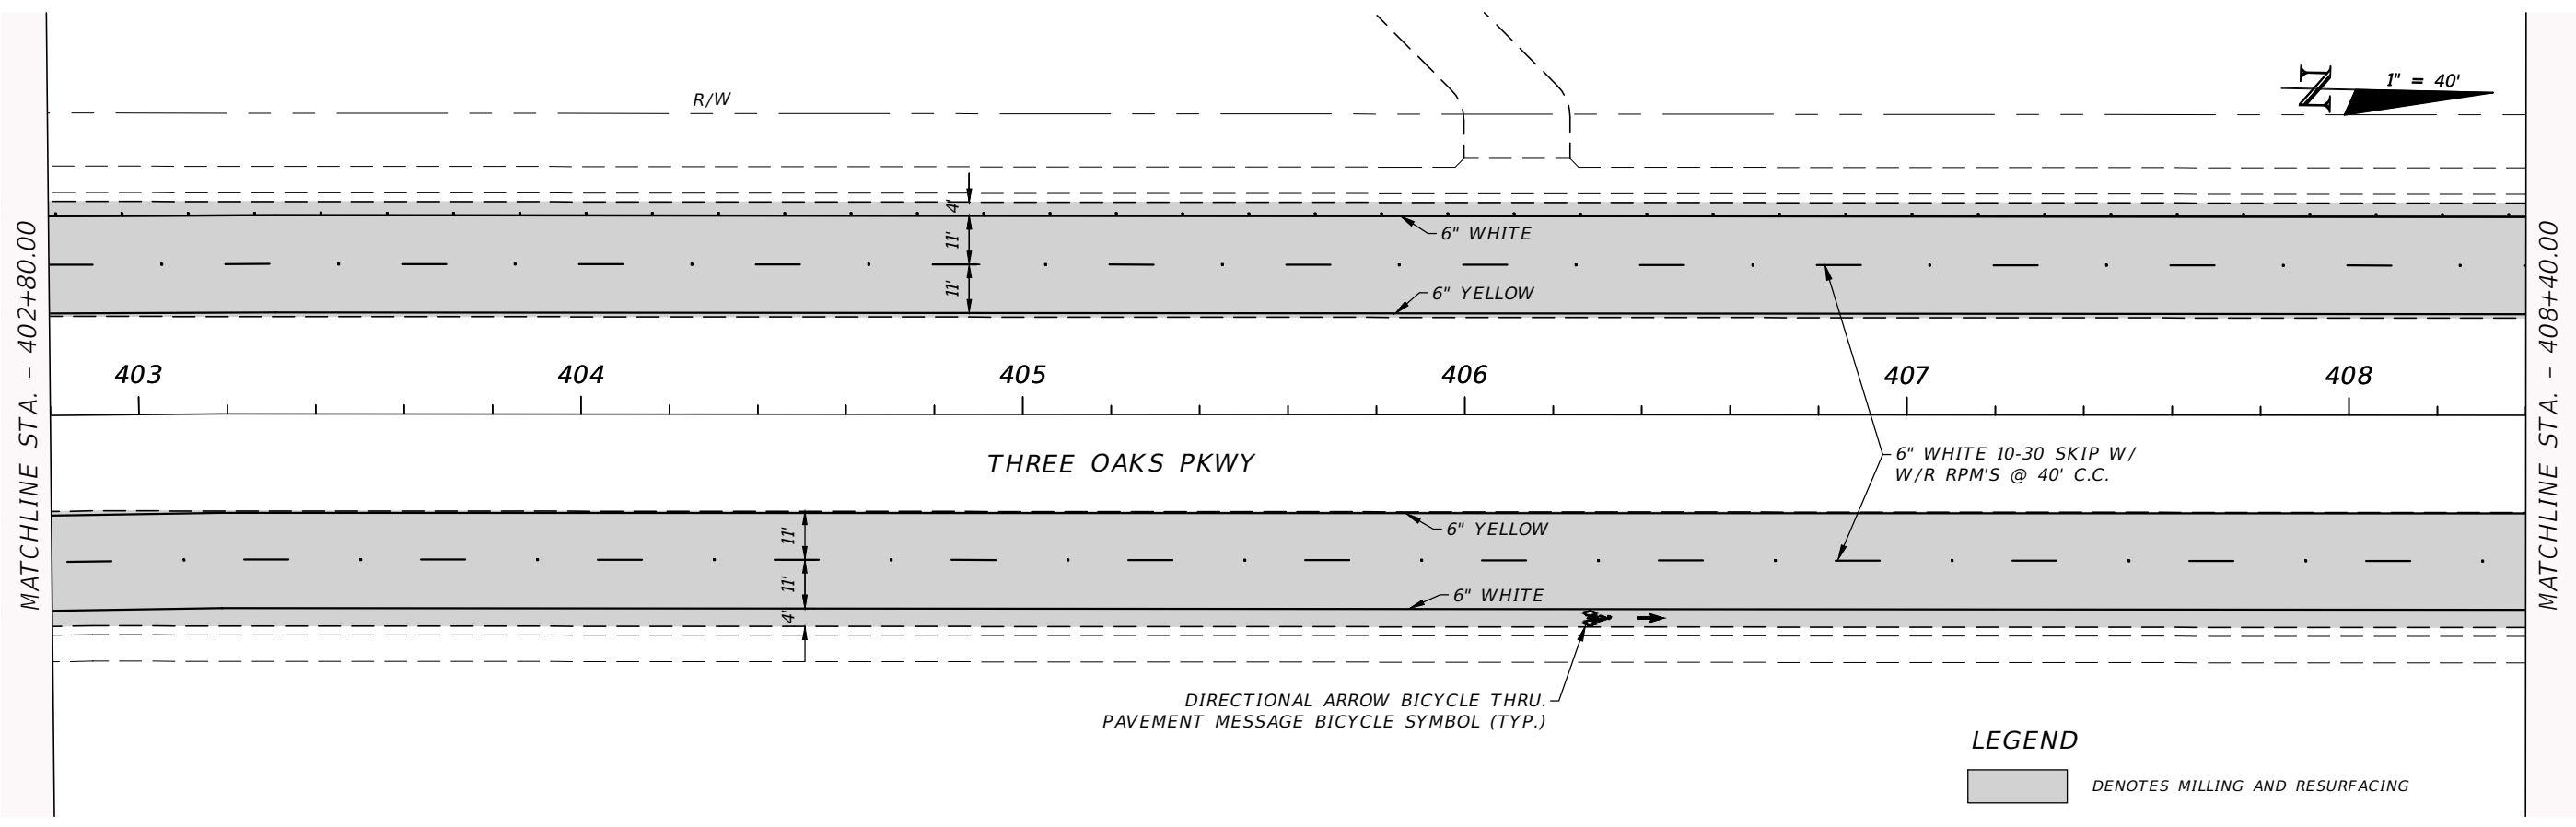 N
1" = 40'
R/W
4'
11'
11'
6" WHITE
6" YELLOW
MATCHLINE STA. - 402+80.00
MATCHLINE STA. - 408+40.00
403 404 405 406 407 408
THREE OAKS PKWY
6" WHITE 10-30 SKIP W/
W/R RPM'S @ 40' C.C.
6" YELLOW
11'
11'
4'
6" WHITE
DIRECTIONAL ARROW BICYCLE THRU.
PAVEMENT MESSAGE BICYCLE SYMBOL (TYP.)
LEGEND
DENOTES MILLING AND RESURFACING